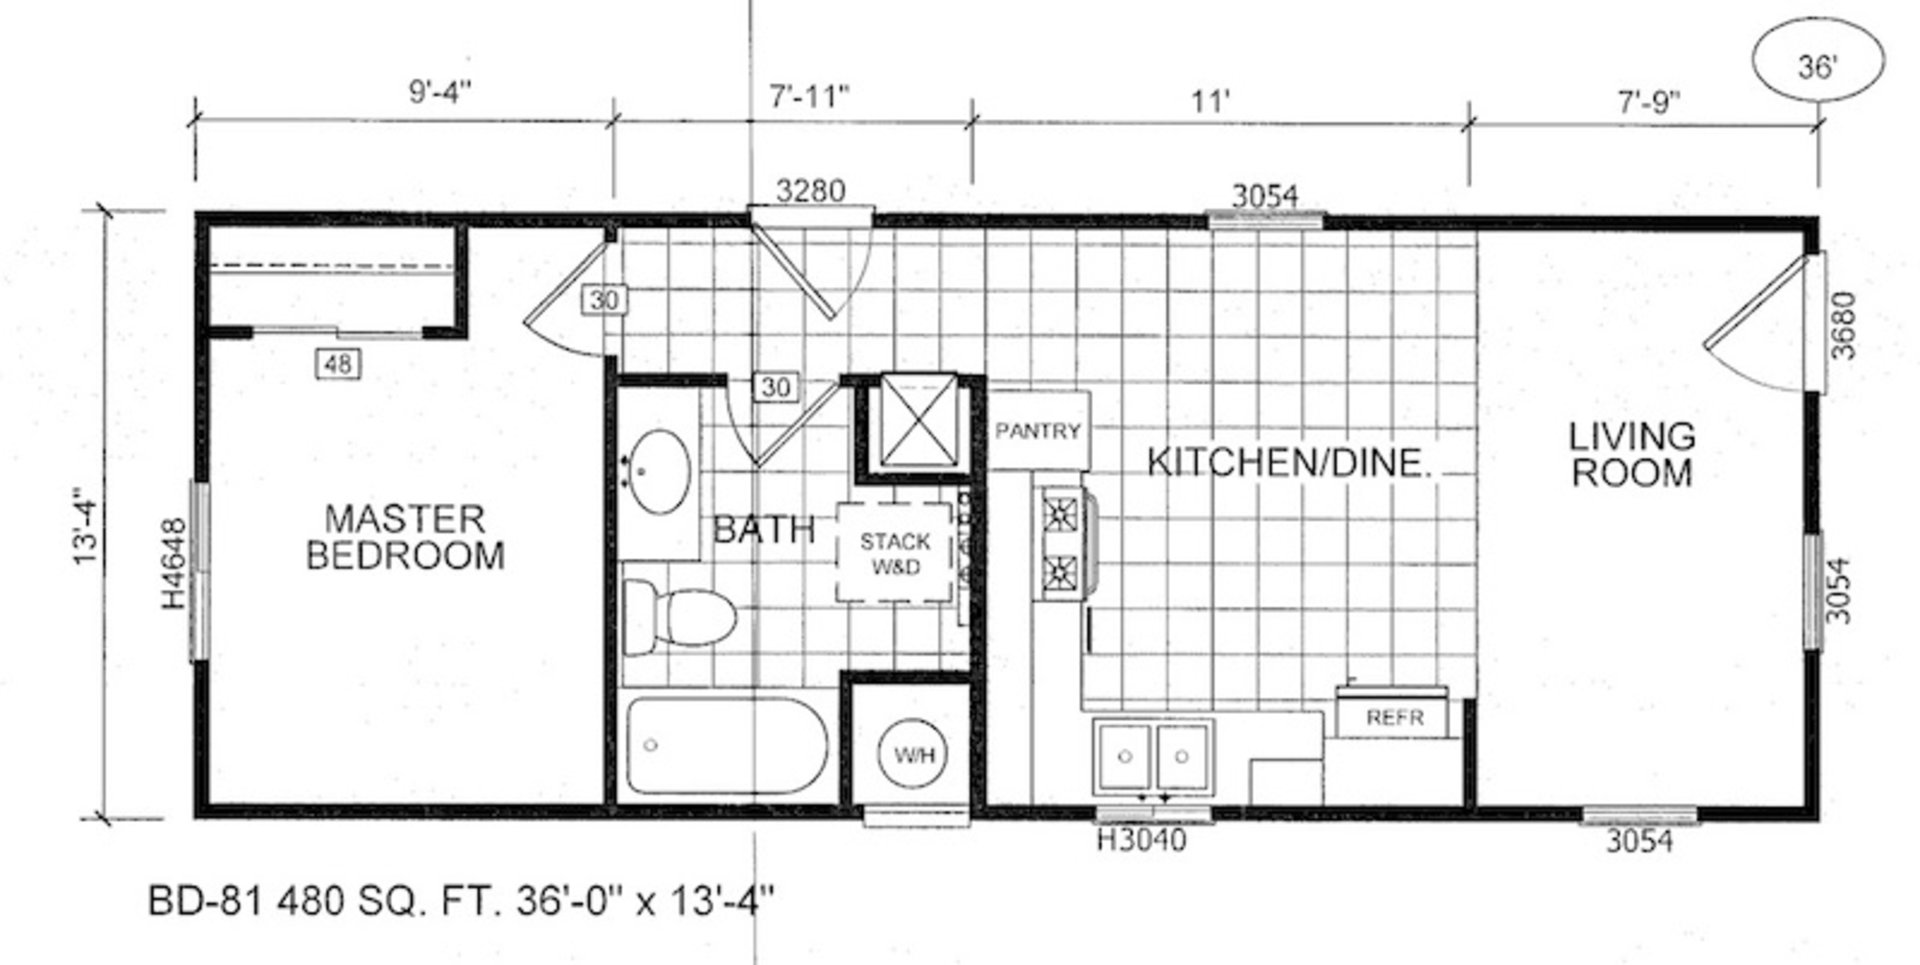 36'
9'-4"
7'-11"
11'
7'-9"
3280
3054
30
3680
48
30
PANTRY
KITCHEN/DINE.
LIVING
ROOM
13'-4"
H4648
MASTER
BEDROOM
BATH
STACK
W&D
3054
REFR
W/H
H3040
3054
BD-81 480 SQ. FT. 36'-0" x 13'-4"